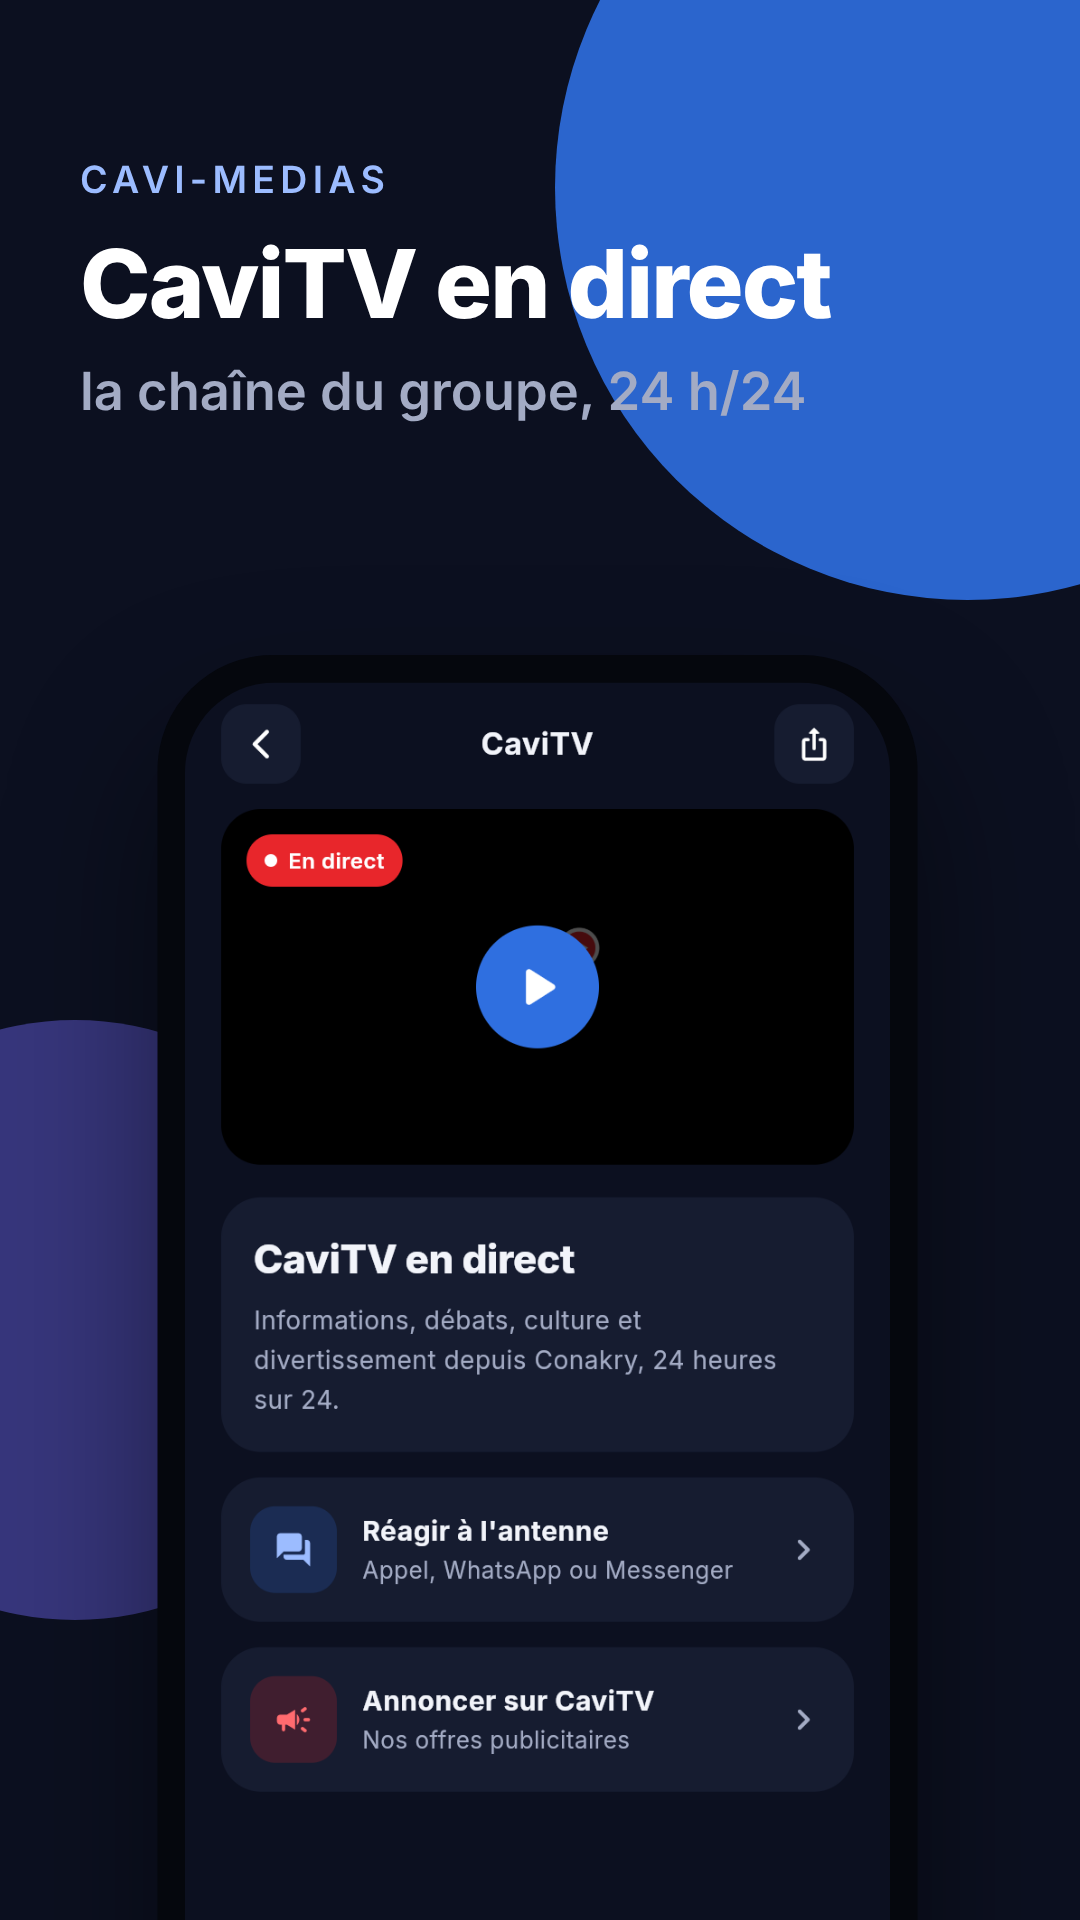 CAVI-MEDIAS
CaviTV en direct
la chaîne du groupe, 24 h/24
CaviTV
En direct
CaviTV en direct
Informations, débats, culture et
divertissement depuis Conakry, 24 heures
sur 24.
Réagir à l'antenne
Appel, WhatsApp ou Messenger
Annoncer sur CaviTV
Nos offres publicitaires